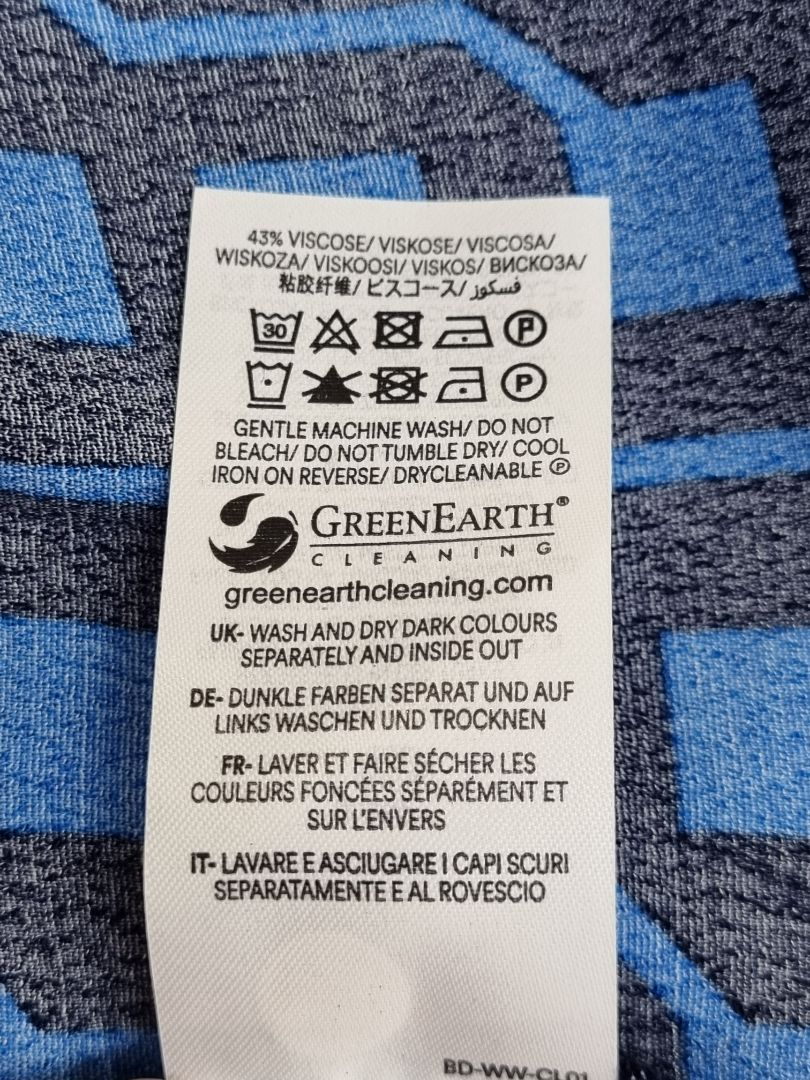 43% VISCOSE/ VISKOSE/ VISCOSA/
WISKOZA/ VISKOOSI/ VISKOS/ ВИСКОЗА/
粘胶纤维/ ビスコース/ فسكوز/
30 P
P
GENTLE MACHINE WASH/ DO NOT
BLEACH/ DO NOT TUMBLE DRY/ COOL
IRON ON REVERSE/ DRYCLEANABLE Ⓟ
GREENEARTH®
CLEANING
greenearthcleaning.com
UK- WASH AND DRY DARK COLOURS
SEPARATELY AND INSIDE OUT
DE- DUNKLE FARBEN SEPARAT UND AUF
LINKS WASCHEN UND TROCKNEN
FR- LAVER ET FAIRE SÉCHER LES
COULEURS FONCÉES SÉPARÉMENT ET
SUR L'ENVERS
IT- LAVARE E ASCIUGARE I CAPI SCURI
SEPARATAMENTE E AL ROVESCIO
BD-WW-CL01